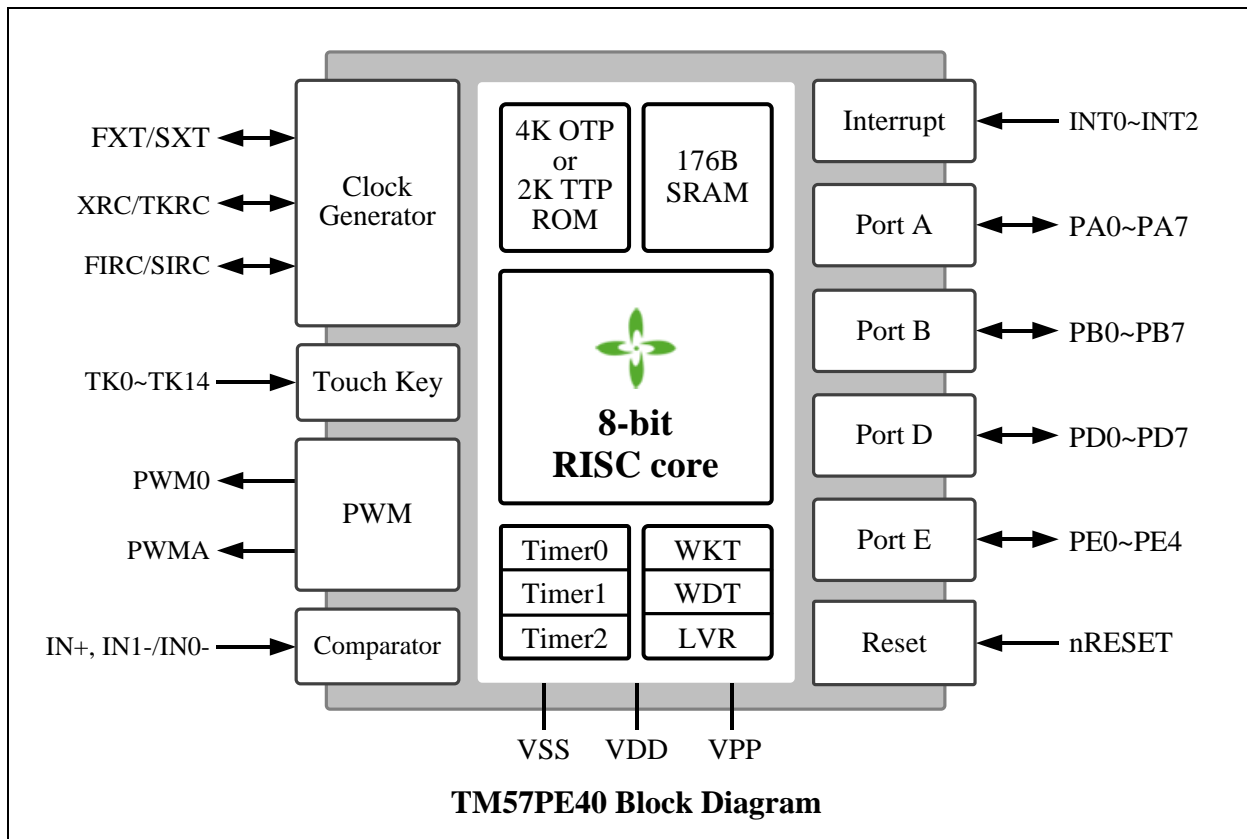 FXT/SXT
XRC/TKRC
FIRC/SIRC
Clock
Generator
TK0~TK14
Touch Key
PWM0
PWMA
PWM
IN+, IN1-/IN0-
Comparator
4K OTP
or
2K TTP
ROM
176B
SRAM
8-bit
RISC core
Timer0
Timer1
Timer2
WKT
WDT
LVR
Interrupt
INT0~INT2
Port A
PA0~PA7
Port B
PB0~PB7
Port D
PD0~PD7
Port E
PE0~PE4
Reset
nRESET
VSS
VDD
VPP
TM57PE40 Block Diagram